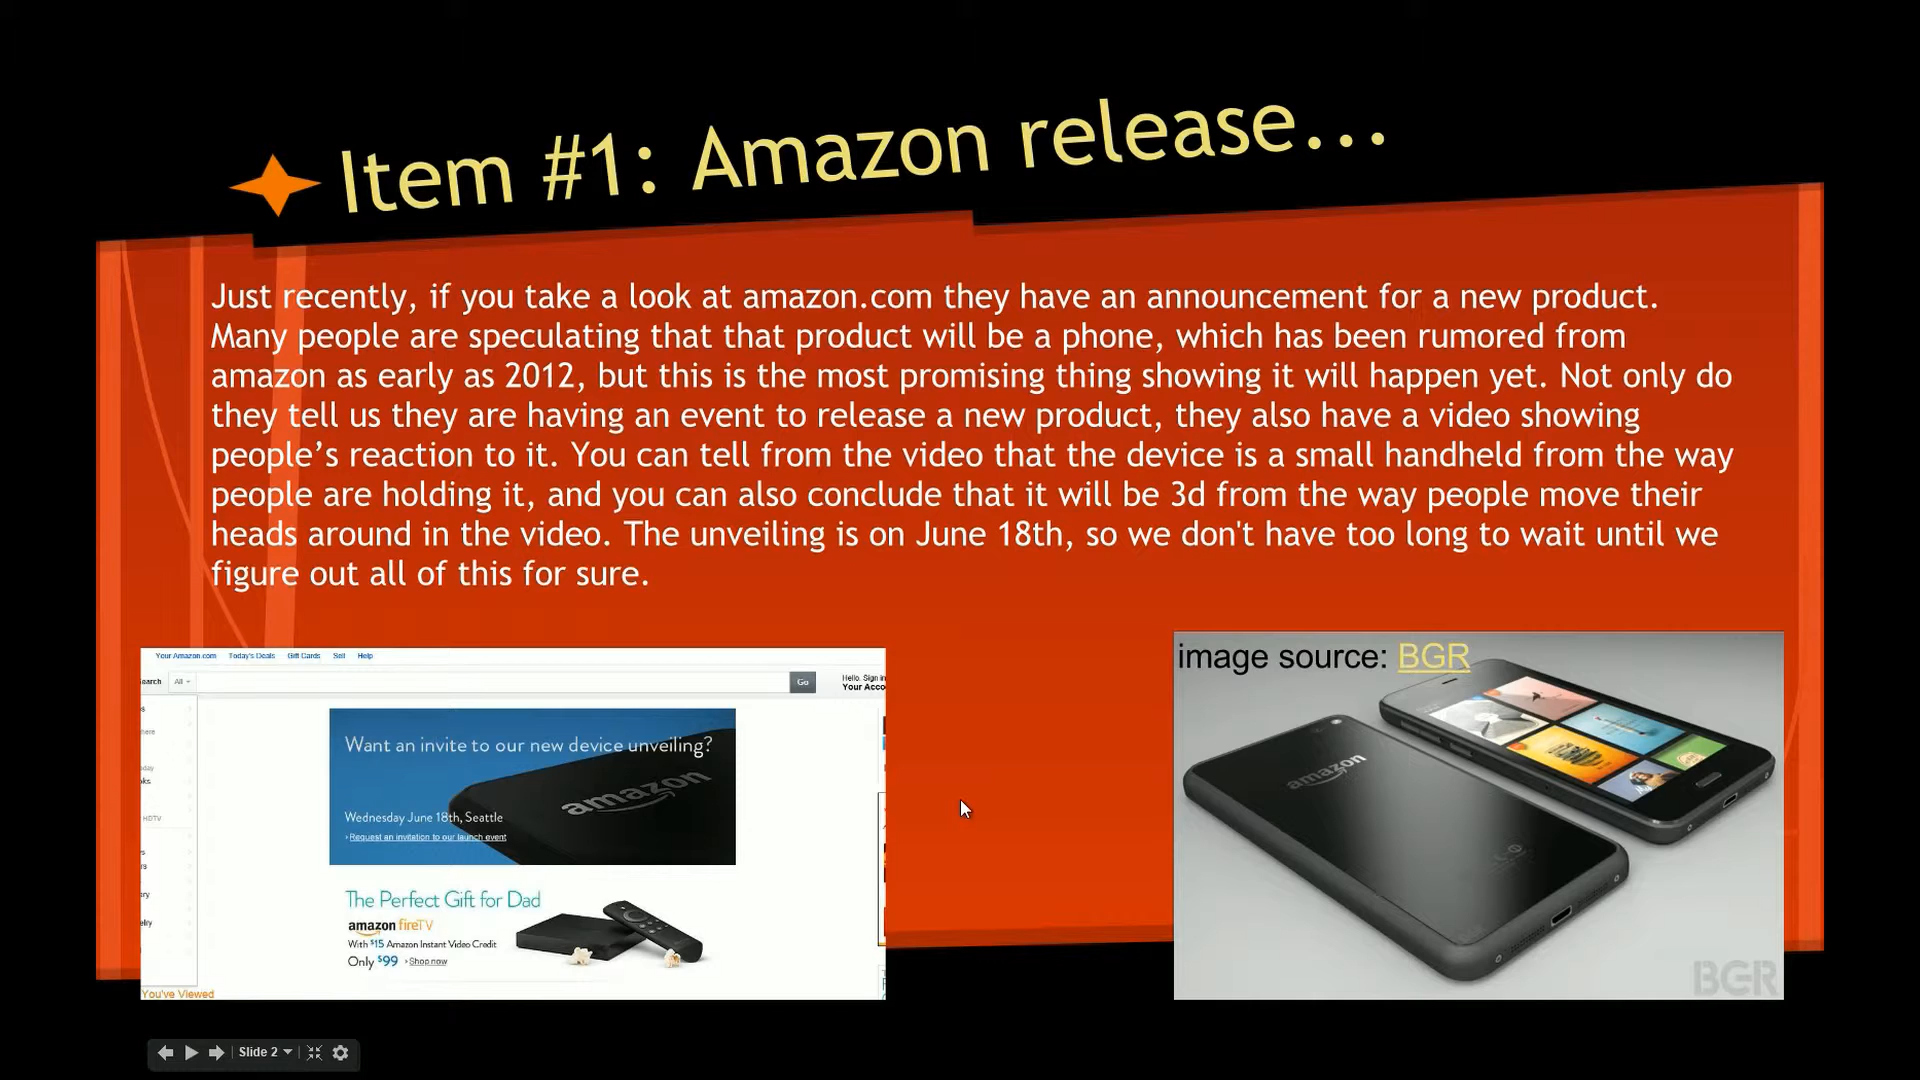 Item #1: Amazon release...
Just recently, if you take a look at amazon.com they have an announcement for a new product.
Many people are speculating that that product will be a phone, which has been rumored from
amazon as early as 2012, but this is the most promising thing showing it will happen yet. Not only do
they tell us they are having an event to release a new product, they also have a video showing
people’s reaction to it. You can tell from the video that the device is a small handheld from the way
people are holding it, and you can also conclude that it will be 3d from the way people move their
heads around in the video. The unveiling is on June 18th, so we don't have too long to wait until we
figure out all of this for sure.
Your Amazon.com Today's Deals Gift Cards Sell Help
earch All Go
Hello. Sign in
Your Acco
Want an invite to our new device unveiling?
amazon
Wednesday June 18th, Seattle
› Request an invitation to our launch event
HDTV
The Perfect Gift for Dad
amazon fireTV
With $15 Amazon Instant Video Credit
Only $99 › Shop now
You've Viewed
image source: BGR
amazon
BGR
Slide 2